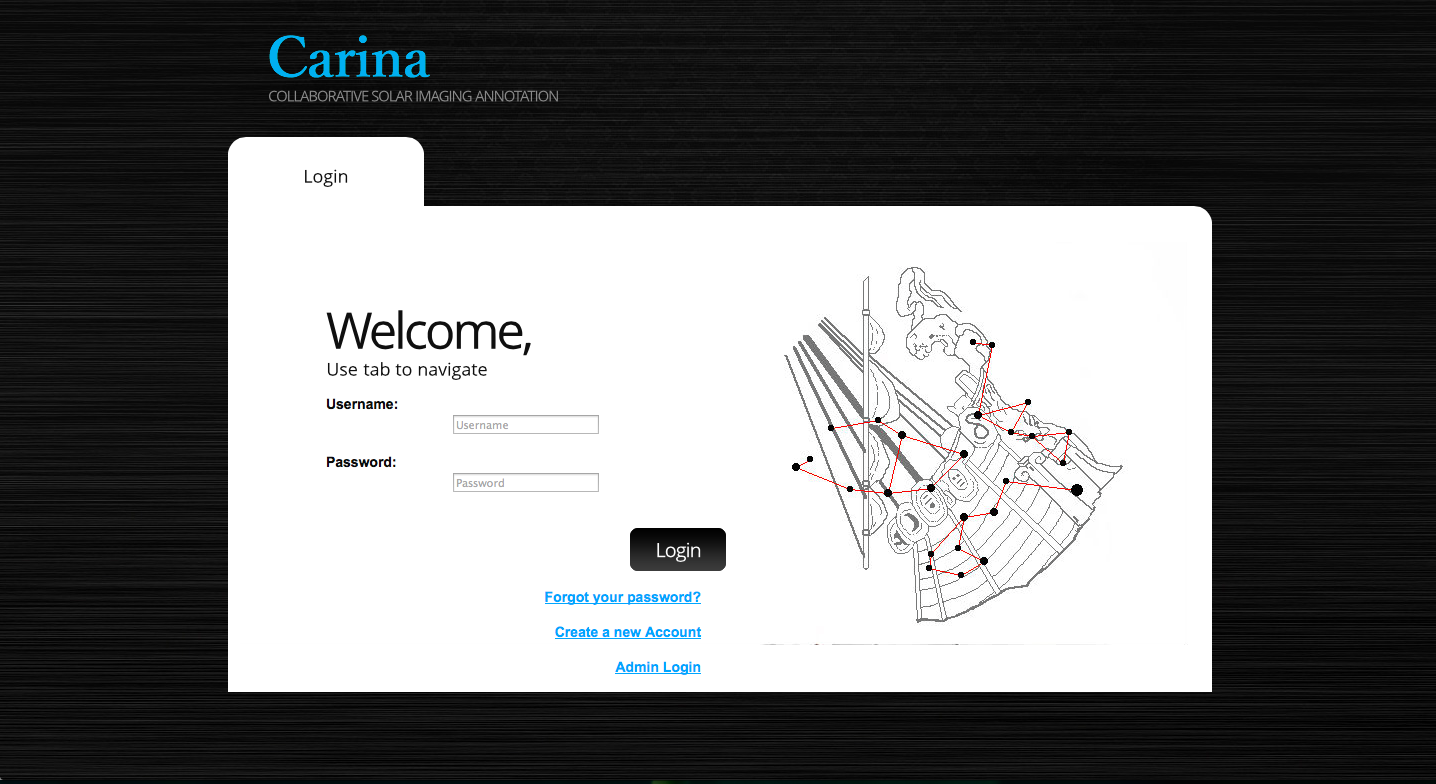 Carina
COLLABORATIVE SOLAR IMAGING ANNOTATION
Login
Welcome,
Use tab to navigate
Username:
Username
Password:
Password
Login
Forgot your password?
Create a new Account
Admin Login